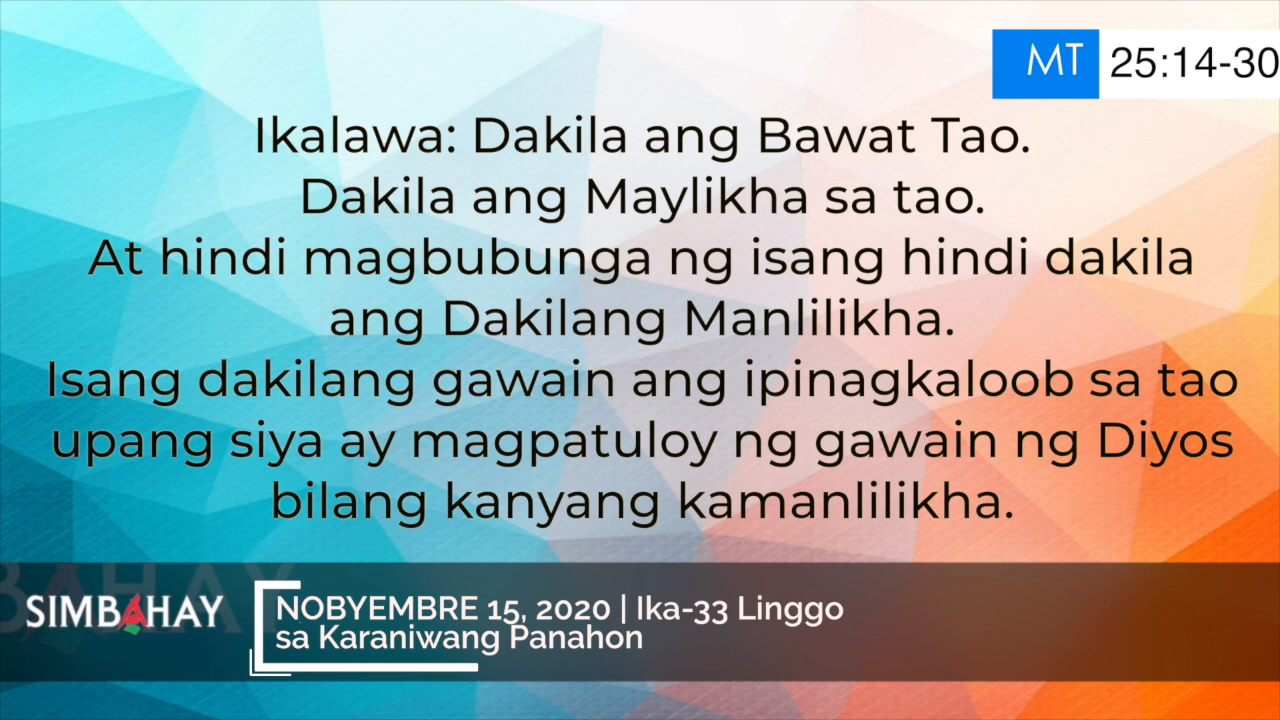 MT 25:14-30
Ikalawa: Dakila ang Bawat Tao.
Dakila ang Maylikha sa tao.
At hindi magbubunga ng isang hindi dakila
ang Dakilang Manlilikha.
Isang dakilang gawain ang ipinagkaloob sa tao
upang siya ay magpatuloy ng gawain ng Diyos
bilang kanyang kamanlilikha.
SIMBAHAY
NOBYEMBRE 15, 2020 | Ika-33 Linggo
sa Karaniwang Panahon